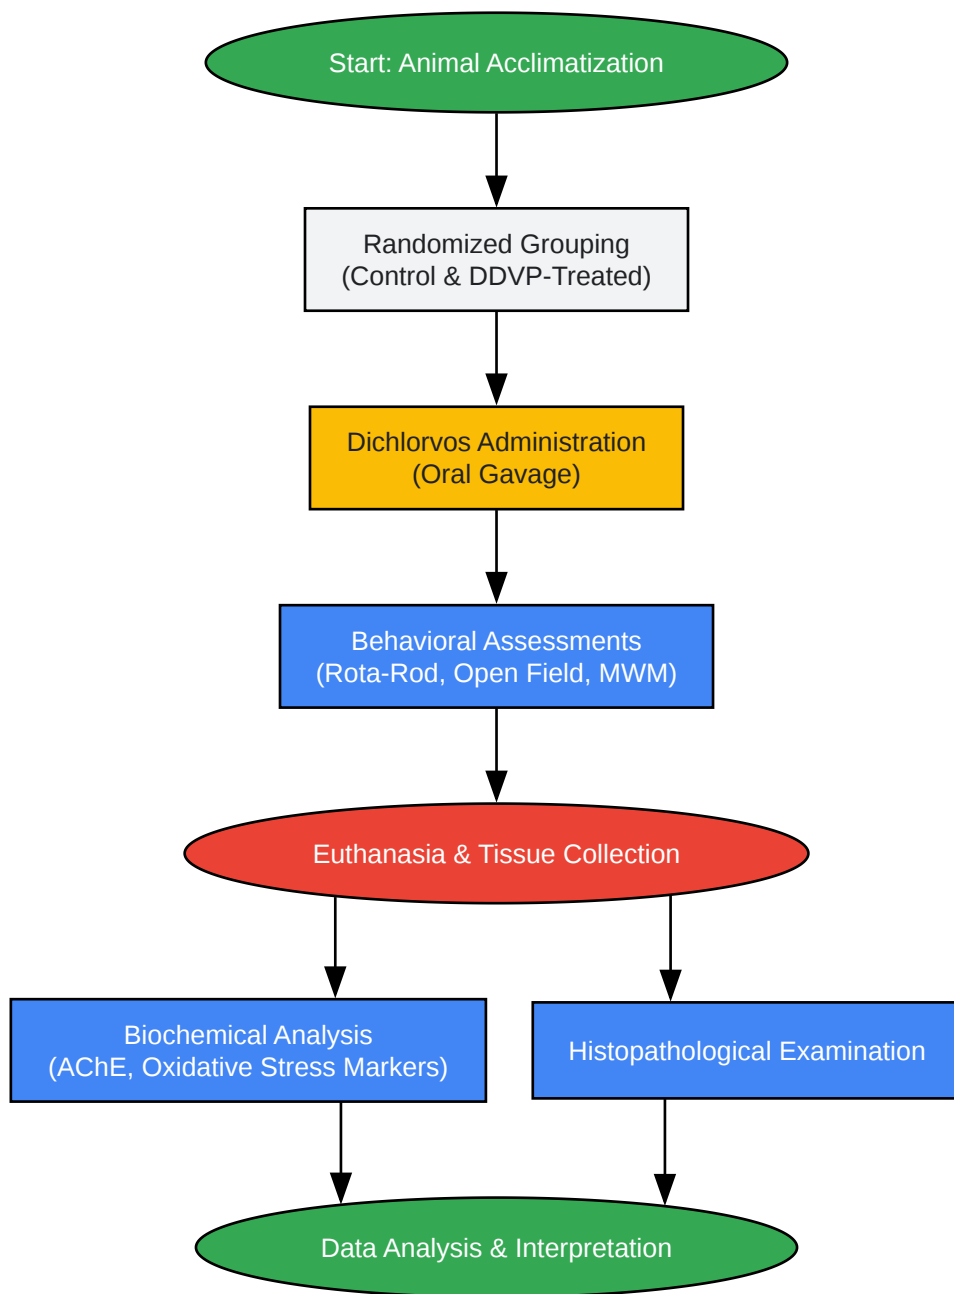 Start: Animal Acclimatization
Randomized Grouping
(Control & DDVP-Treated)
Dichlorvos Administration
(Oral Gavage)
Behavioral Assessments
(Rota-Rod, Open Field, MWM)
Euthanasia & Tissue Collection
Biochemical Analysis
(AChE, Oxidative Stress Markers)
Histopathological Examination
Data Analysis & Interpretation